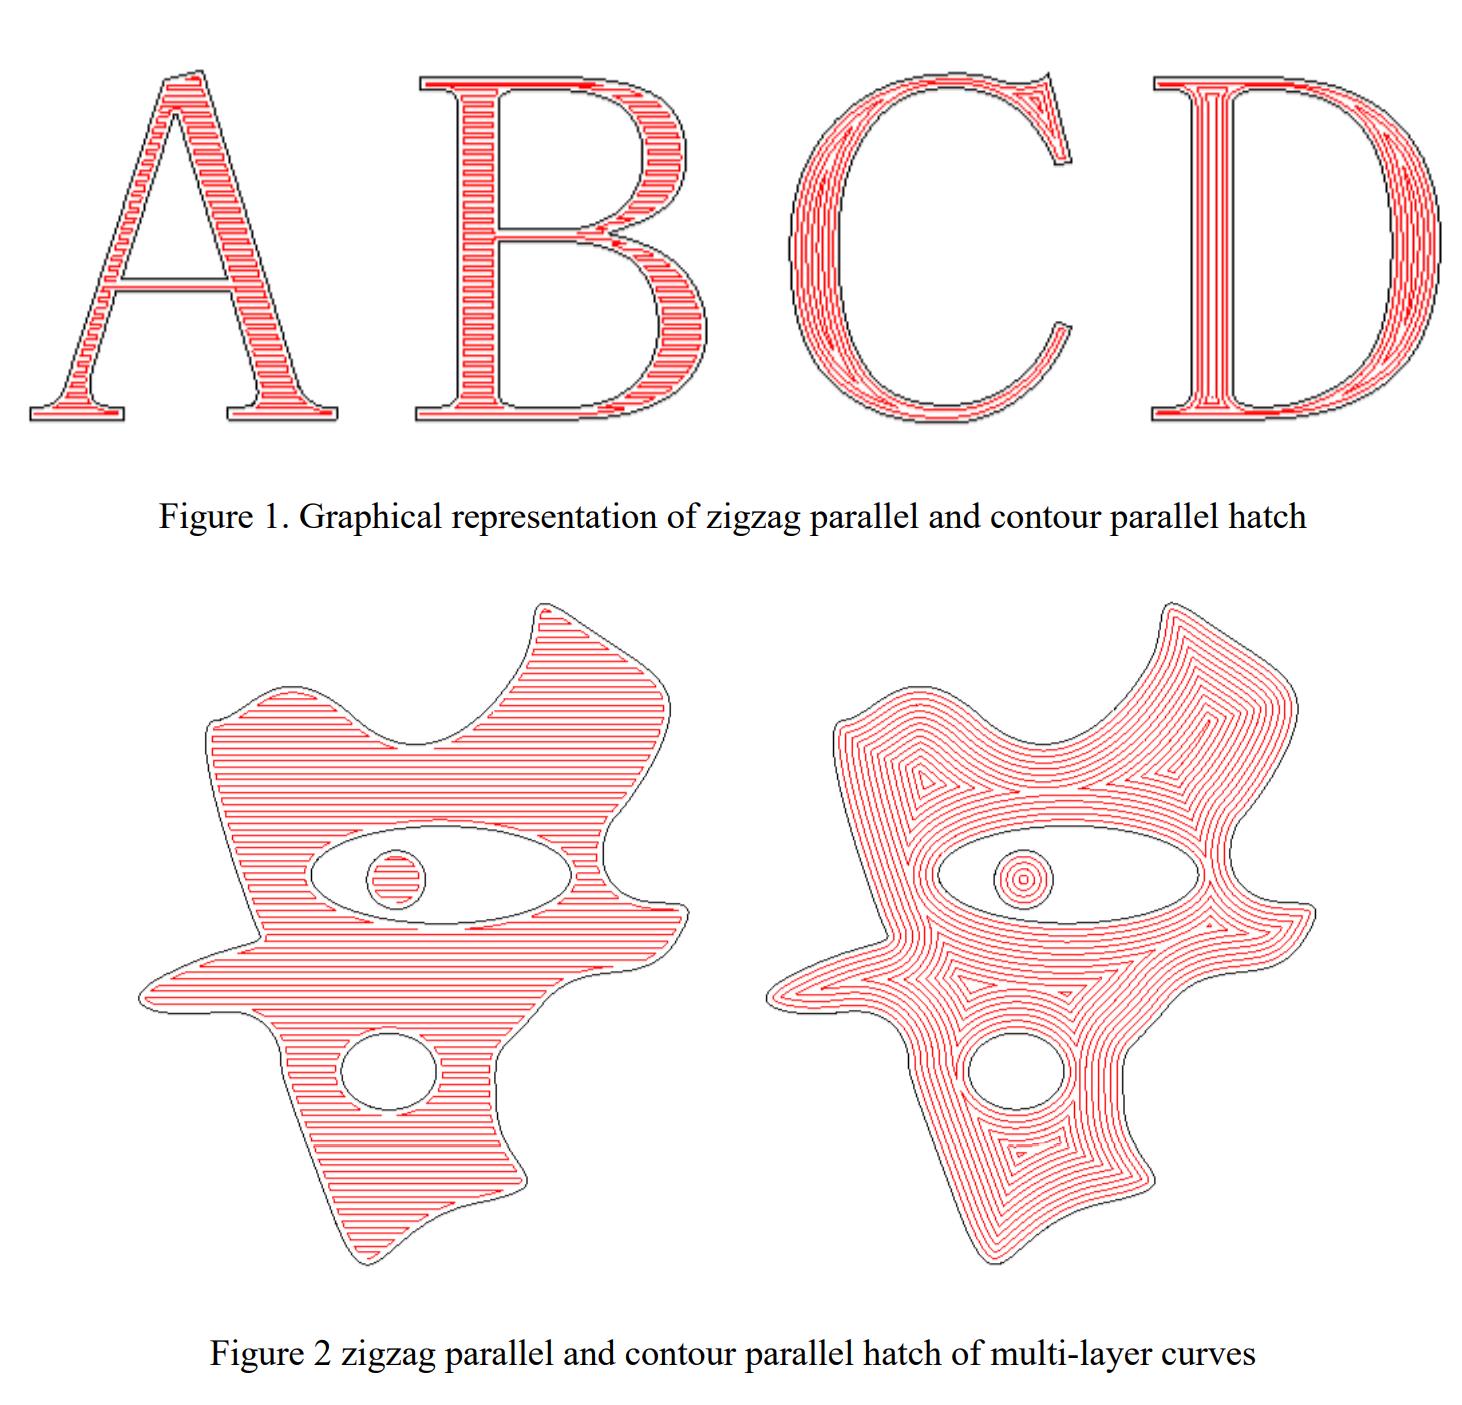 A B C D
Figure 1. Graphical representation of zigzag parallel and contour parallel hatch
Figure 2 zigzag parallel and contour parallel hatch of multi-layer curves